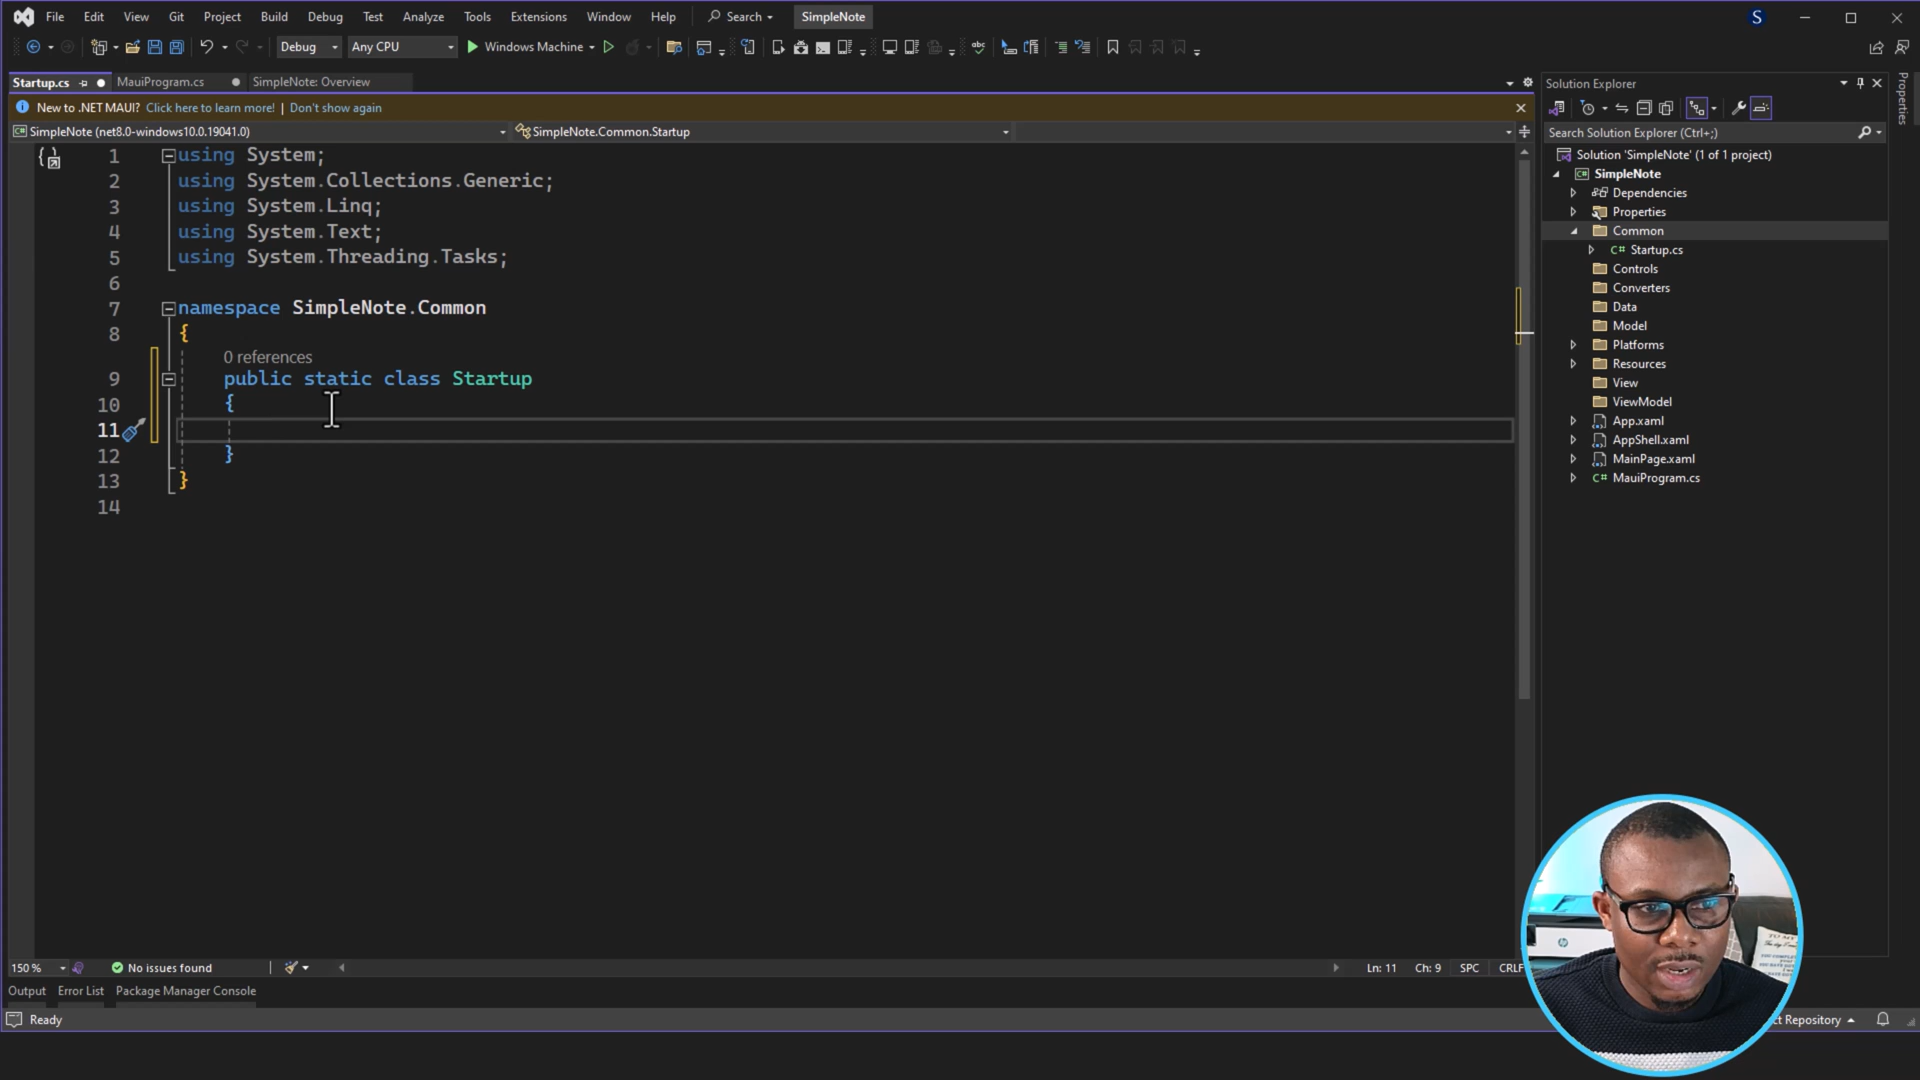 File Edit View Git Project Build Debug Test Analyze Tools Extensions Window Help Search SimpleNote S
Debug Any CPU Windows Machine abc
Startup.cs MauiProgram.cs SimpleNote: Overview
New to .NET MAUI? Click here to learn more! | Don't show again
SimpleNote (net8.0-windows10.0.19041.0) SimpleNote.Common.Startup
1 using System;
2 using System.Collections.Generic;
3 using System.Linq;
4 using System.Text;
5 using System.Threading.Tasks;
6
7 namespace SimpleNote.Common
8 {
0 references
9 public static class Startup
10 {
11
12 }
13 }
14
150 % No issues found Ln: 11 Ch: 9 SPC CRLF
Output Error List Package Manager Console
Ready
Solution Explorer
Search Solution Explorer (Ctrl+;)
Solution 'SimpleNote' (1 of 1 project)
C# SimpleNote
Dependencies
Properties
Common
C# Startup.cs
Controls
Converters
Data
Model
Platforms
Resources
View
ViewModel
App.xaml
AppShell.xaml
MainPage.xaml
C# MauiProgram.cs
Properties
hp
TO MY
ct Repository